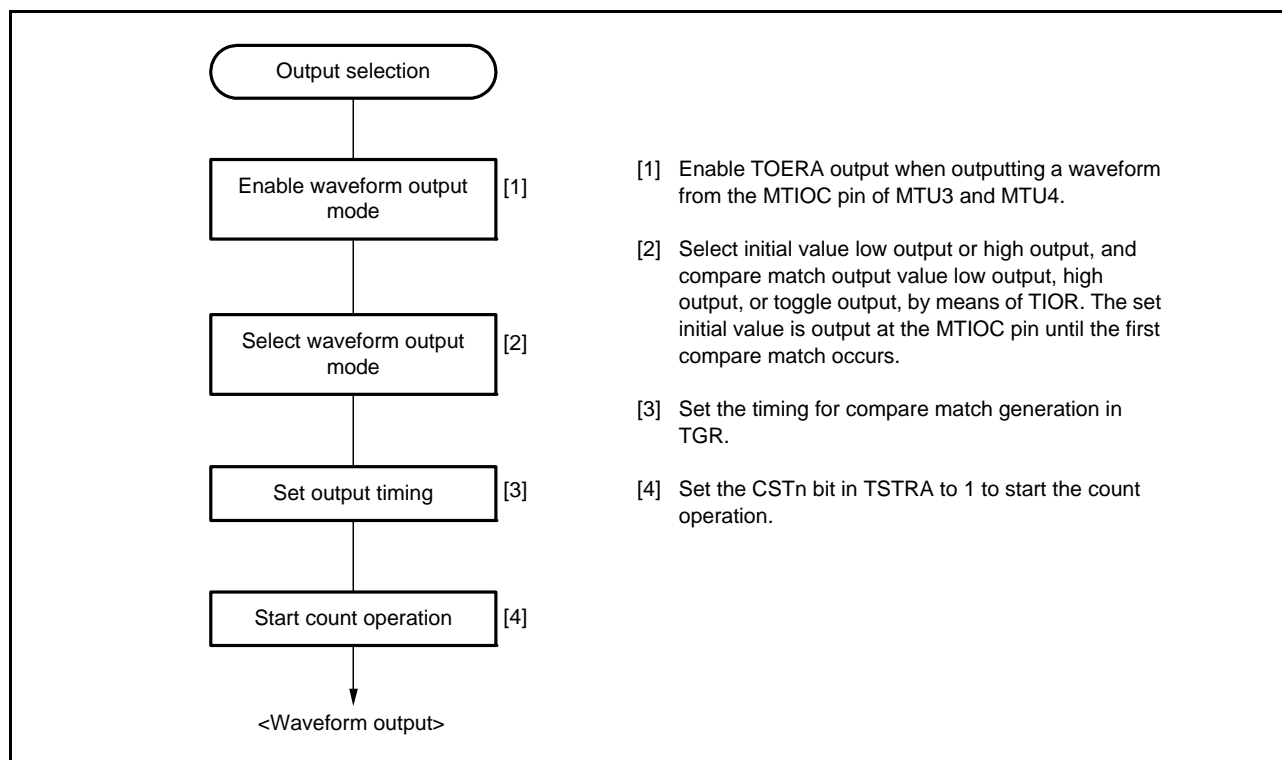 Output selection
Enable waveform output
mode
[1]
Select waveform output
mode
[2]
Set output timing
[3]
Start count operation
[4]
<Waveform output>
[1] Enable TOERA output when outputting a waveform
from the MTIOC pin of MTU3 and MTU4.
[2] Select initial value low output or high output, and
compare match output value low output, high
output, or toggle output, by means of TIOR. The set
initial value is output at the MTIOC pin until the first
compare match occurs.
[3] Set the timing for compare match generation in
TGR.
[4] Set the CSTn bit in TSTRA to 1 to start the count
operation.